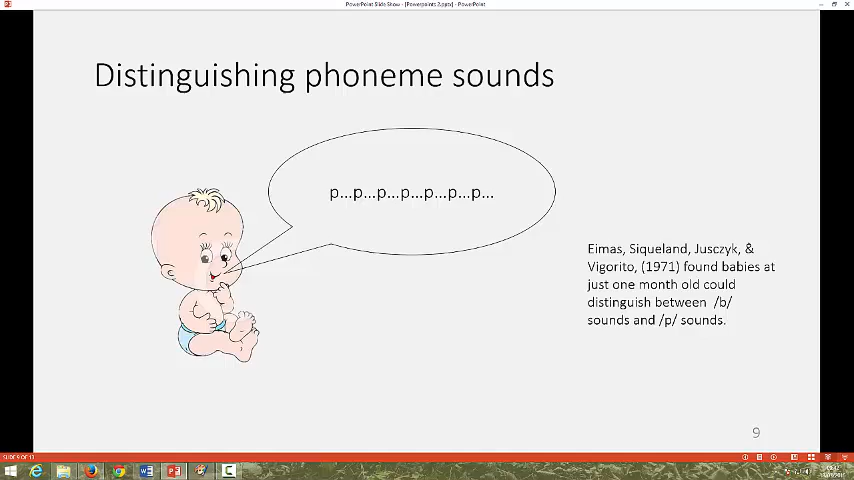 PowerPoint Slide Show - [Powerpoints 2.pptx] - PowerPoint
Distinguishing phoneme sounds
p...p...p...p...p...p...p...
Eimas, Siqueland, Jusczyk, &
Vigorito, (1971) found babies at
just one month old could
distinguish between /b/
sounds and /p/ sounds.
9
SLIDE 9 OF 13